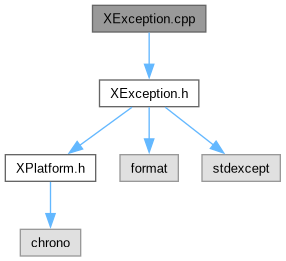 XException.cpp
XException.h
XPlatform.h
format
stdexcept
chrono